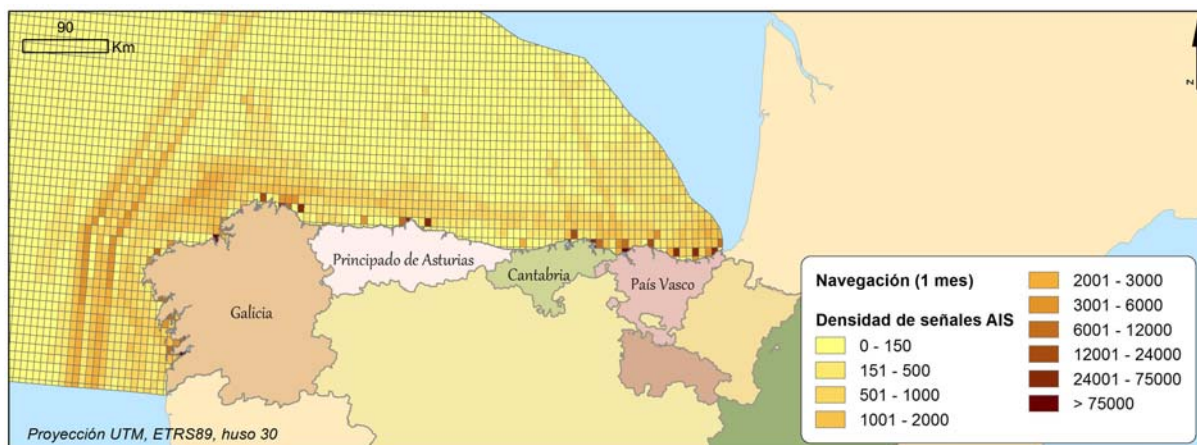 90
Km
z
Principado de Asturias
Cantabria
País Vasco
Galicia
Navegación (1 mes)
Densidad de señales AIS
0 - 150
151 - 500
501 - 1000
1001 - 2000
2001 - 3000
3001 - 6000
6001 - 12000
12001 - 24000
24001 - 75000
> 75000
Proyección UTM, ETRS89, huso 30